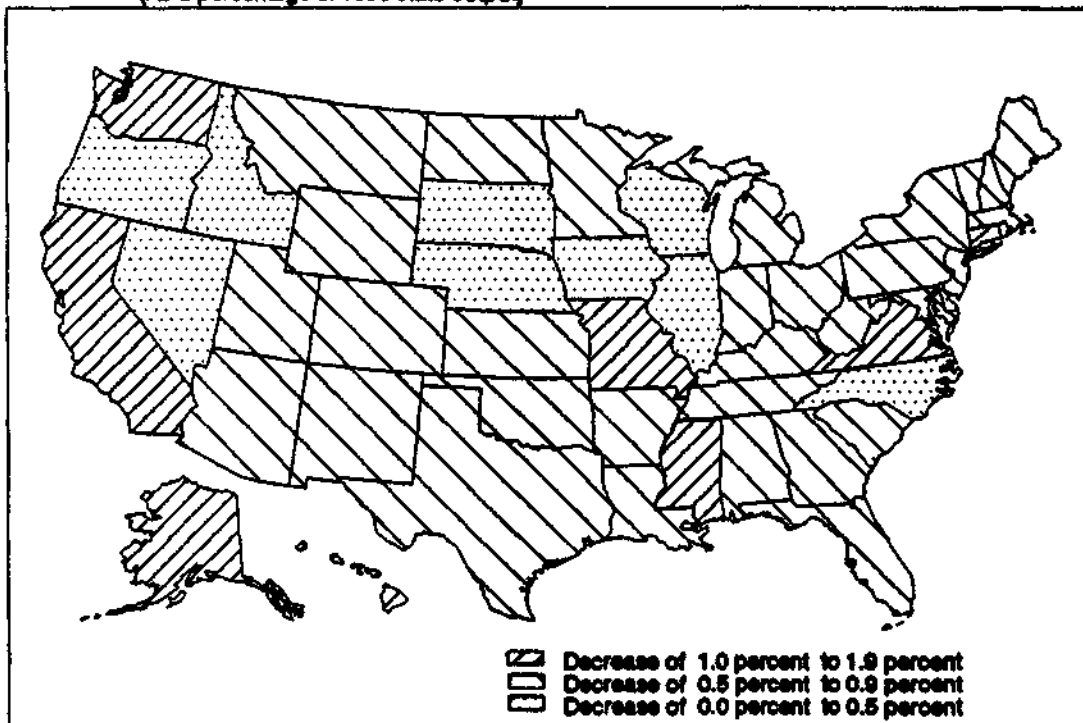 Decrease of 1.0 percent to 1.9 percent
Decrease of 0.5 percent to 0.9 percent
Decrease of 0.0 percent to 0.5 percent